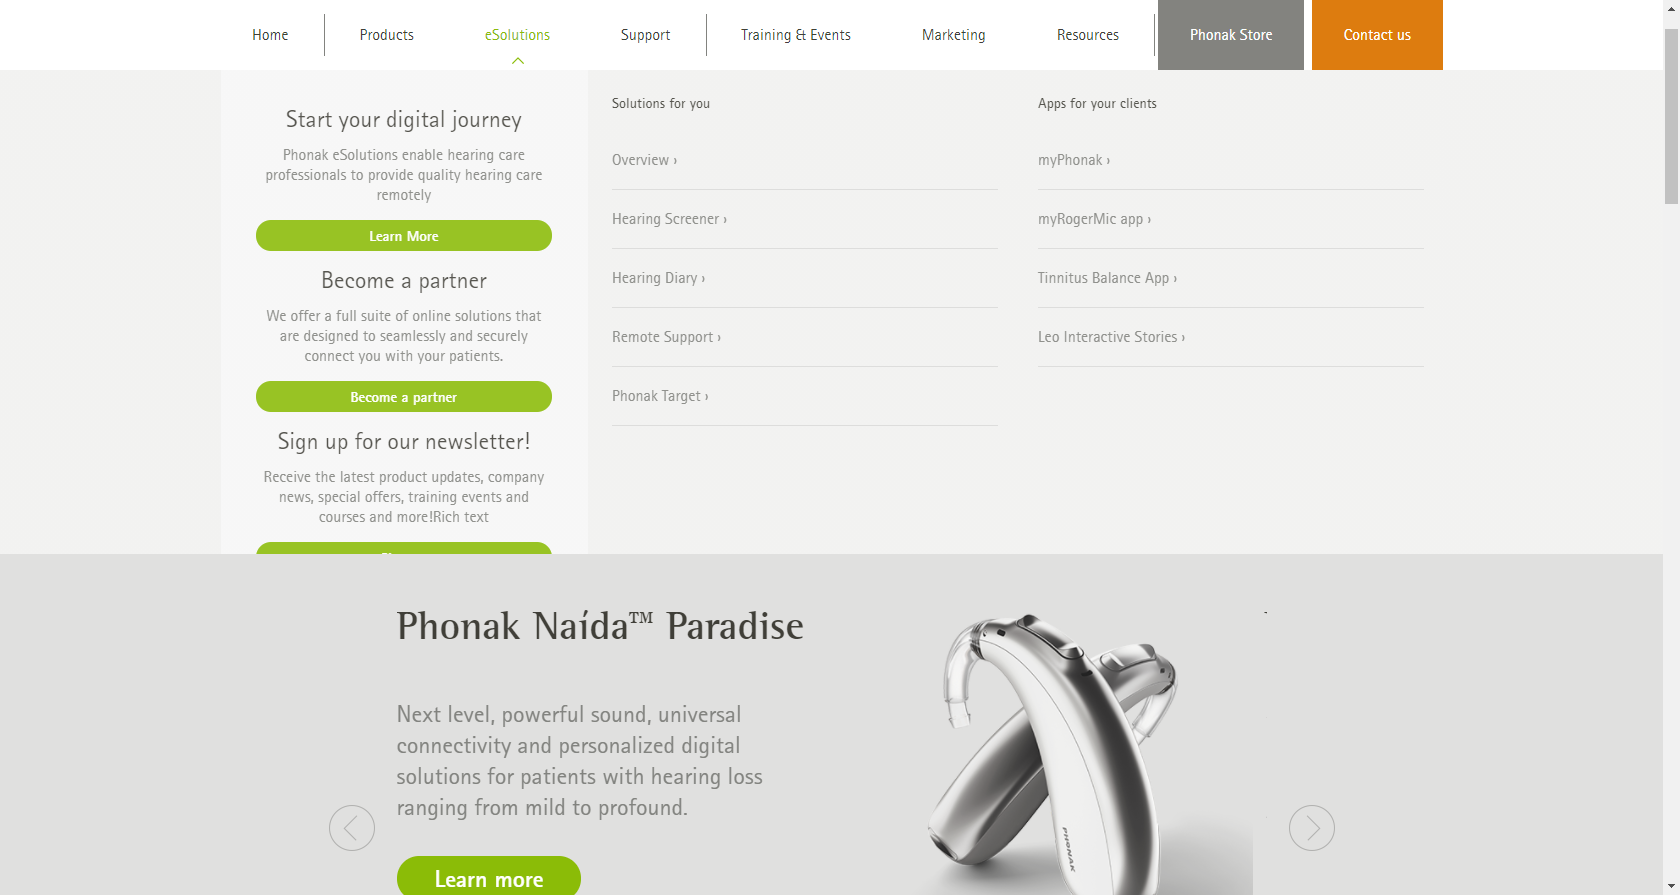 Home
Products
eSolutions
Support
Training & Events
Marketing
Resources
Phonak Store
Contact us
Start your digital journey
Phonak eSolutions enable hearing care
professionals to provide quality hearing care
remotely
Learn More
Become a partner
We offer a full suite of online solutions that
are designed to seamlessly and securely
connect you with your patients.
Become a partner
Sign up for our newsletter!
Receive the latest product updates, company
news, special offers, training events and
courses and more!Rich text
Solutions for you
Overview ›
Hearing Screener ›
Hearing Diary ›
Remote Support ›
Phonak Target ›
Apps for your clients
myPhonak ›
myRogerMic app ›
Tinnitus Balance App ›
Leo Interactive Stories ›
Phonak Naída™ Paradise
Next level, powerful sound, universal
connectivity and personalized digital
solutions for patients with hearing loss
ranging from mild to profound.
Learn more
PHONAK